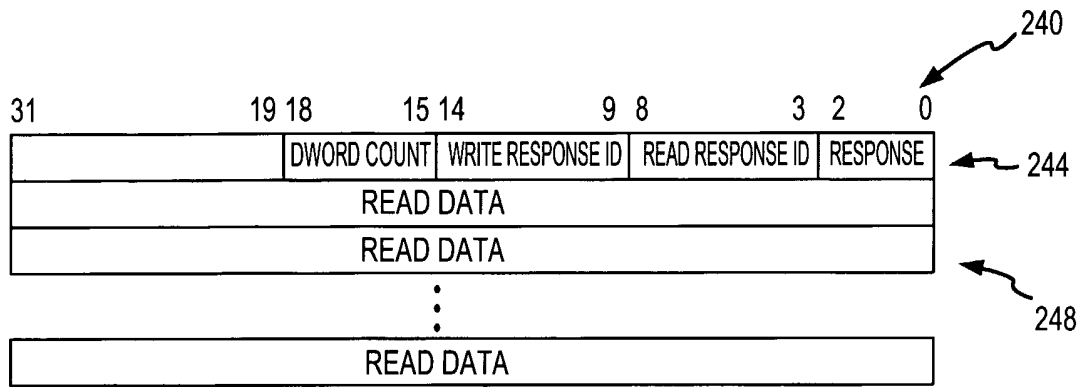 240
31 19 18 15 14 9 8 3 2 0
DWORD COUNT WRITE RESPONSE ID READ RESPONSE ID RESPONSE
244
READ DATA
READ DATA
248
READ DATA